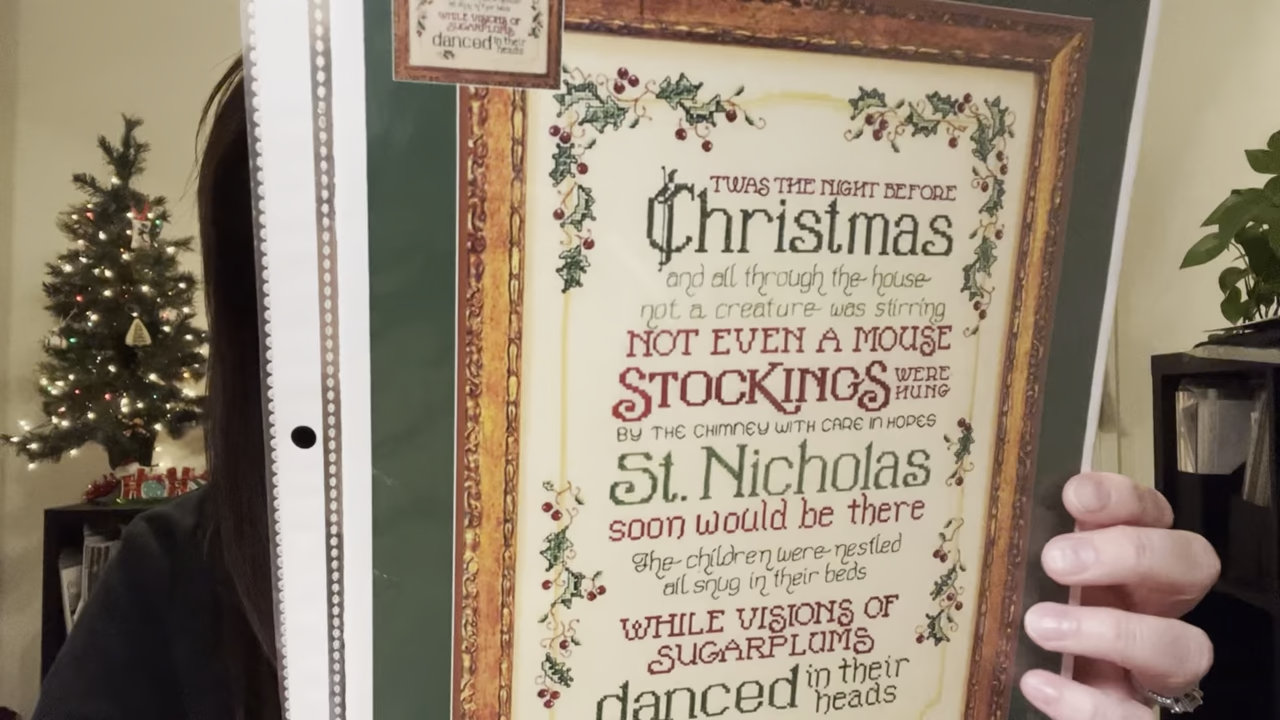 WHILE VISIONS OF
SUGARPLUMS
danced in their
heads
TWAS THE NIGHT BEFORE
Christmas
and all through the house
not a creature was stirring
NOT EVEN A MOUSE
STOCKINGS WERE
HUNG
BY THE CHIMNEY WITH CARE IN HOPES
St. Nicholas
soon would be there
The children were nestled
all snug in their beds
WHILE VISIONS OF
SUGARPLUMS
danced in their
heads